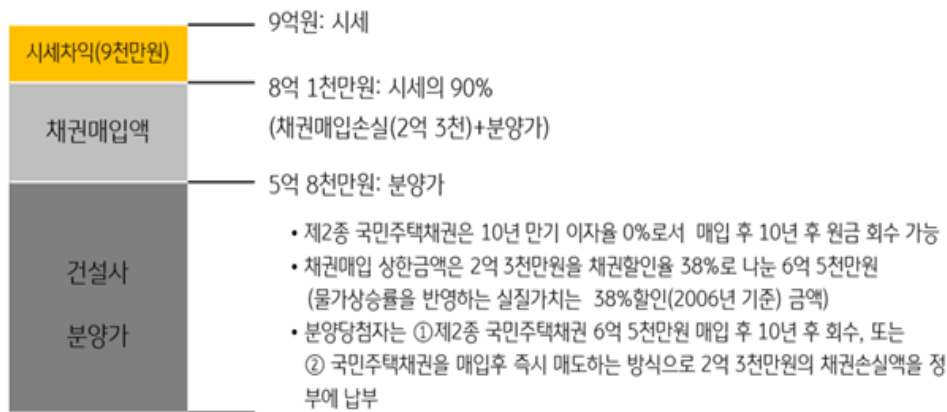 9억원: 시세
시세차익(9천만원)
8억 1천만원: 시세의 90%
채권매입액
(채권매입손실(2억 3천)+분양가)
5억 8천만원: 분양가
• 제2종 국민주택채권은 10년 만기 이자율 0%로서 매입 후 10년 후 원금 회수 가능
건설사
• 채권매입 상한금액은 2억 3천만원을 채권할인율 38%로 나눈 6억 5천만원
(물가상승률을 반영하는 실질가치는 38%할인(2006년 기준) 금액)
분양가
• 분양당첨자는 ①제2종 국민주택채권 6억 5천만원 매입 후 10년 후 회수, 또는
② 국민주택채권을 매입후 즉시 매도하는 방식으로 2억 3천만원의 채권손실액을 정
부에 납부